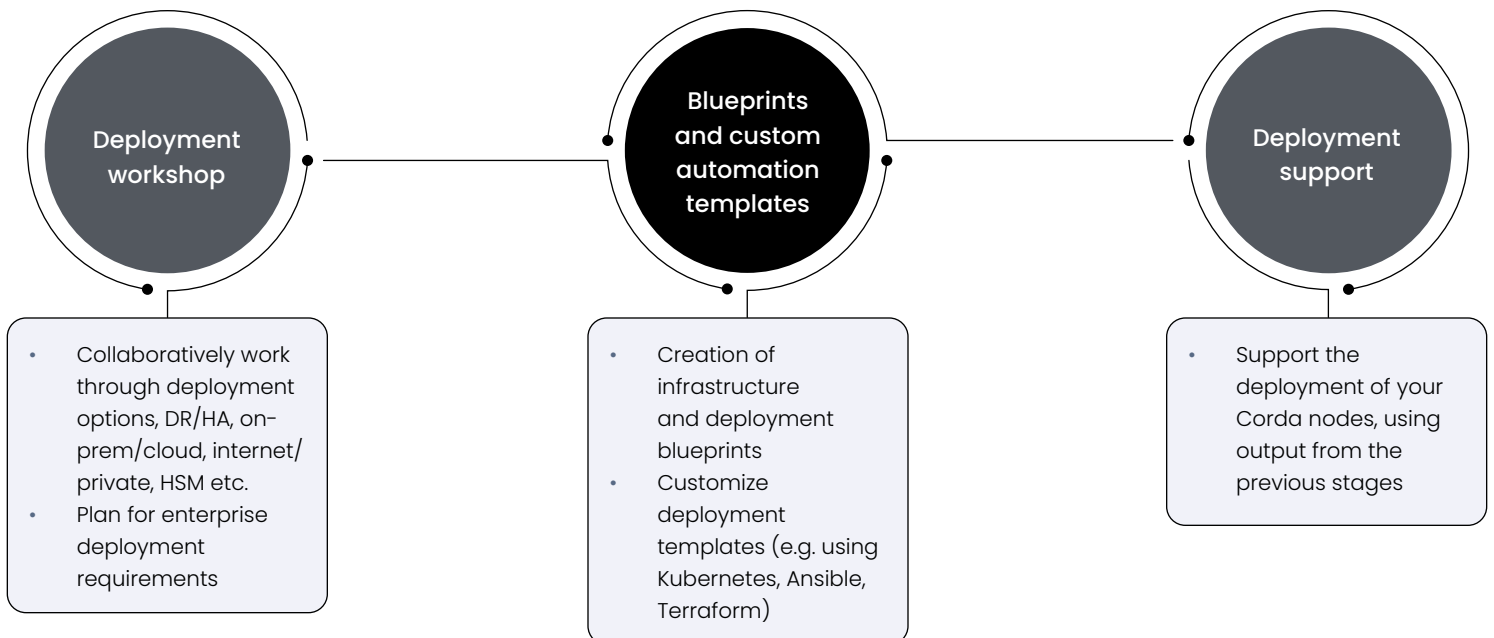 Deployment
workshop
Blueprints
and custom
automation
templates
Deployment
support
• Collaboratively work
through deployment
options, DR/HA, on-
prem/cloud, internet/
private, HSM etc.
• Plan for enterprise
deployment
requirements
• Creation of
infrastructure
and deployment
blueprints
• Customize
deployment
templates (e.g. using
Kubernetes, Ansible,
Terraform)
• Support the
deployment of your
Corda nodes, using
output from the
previous stages